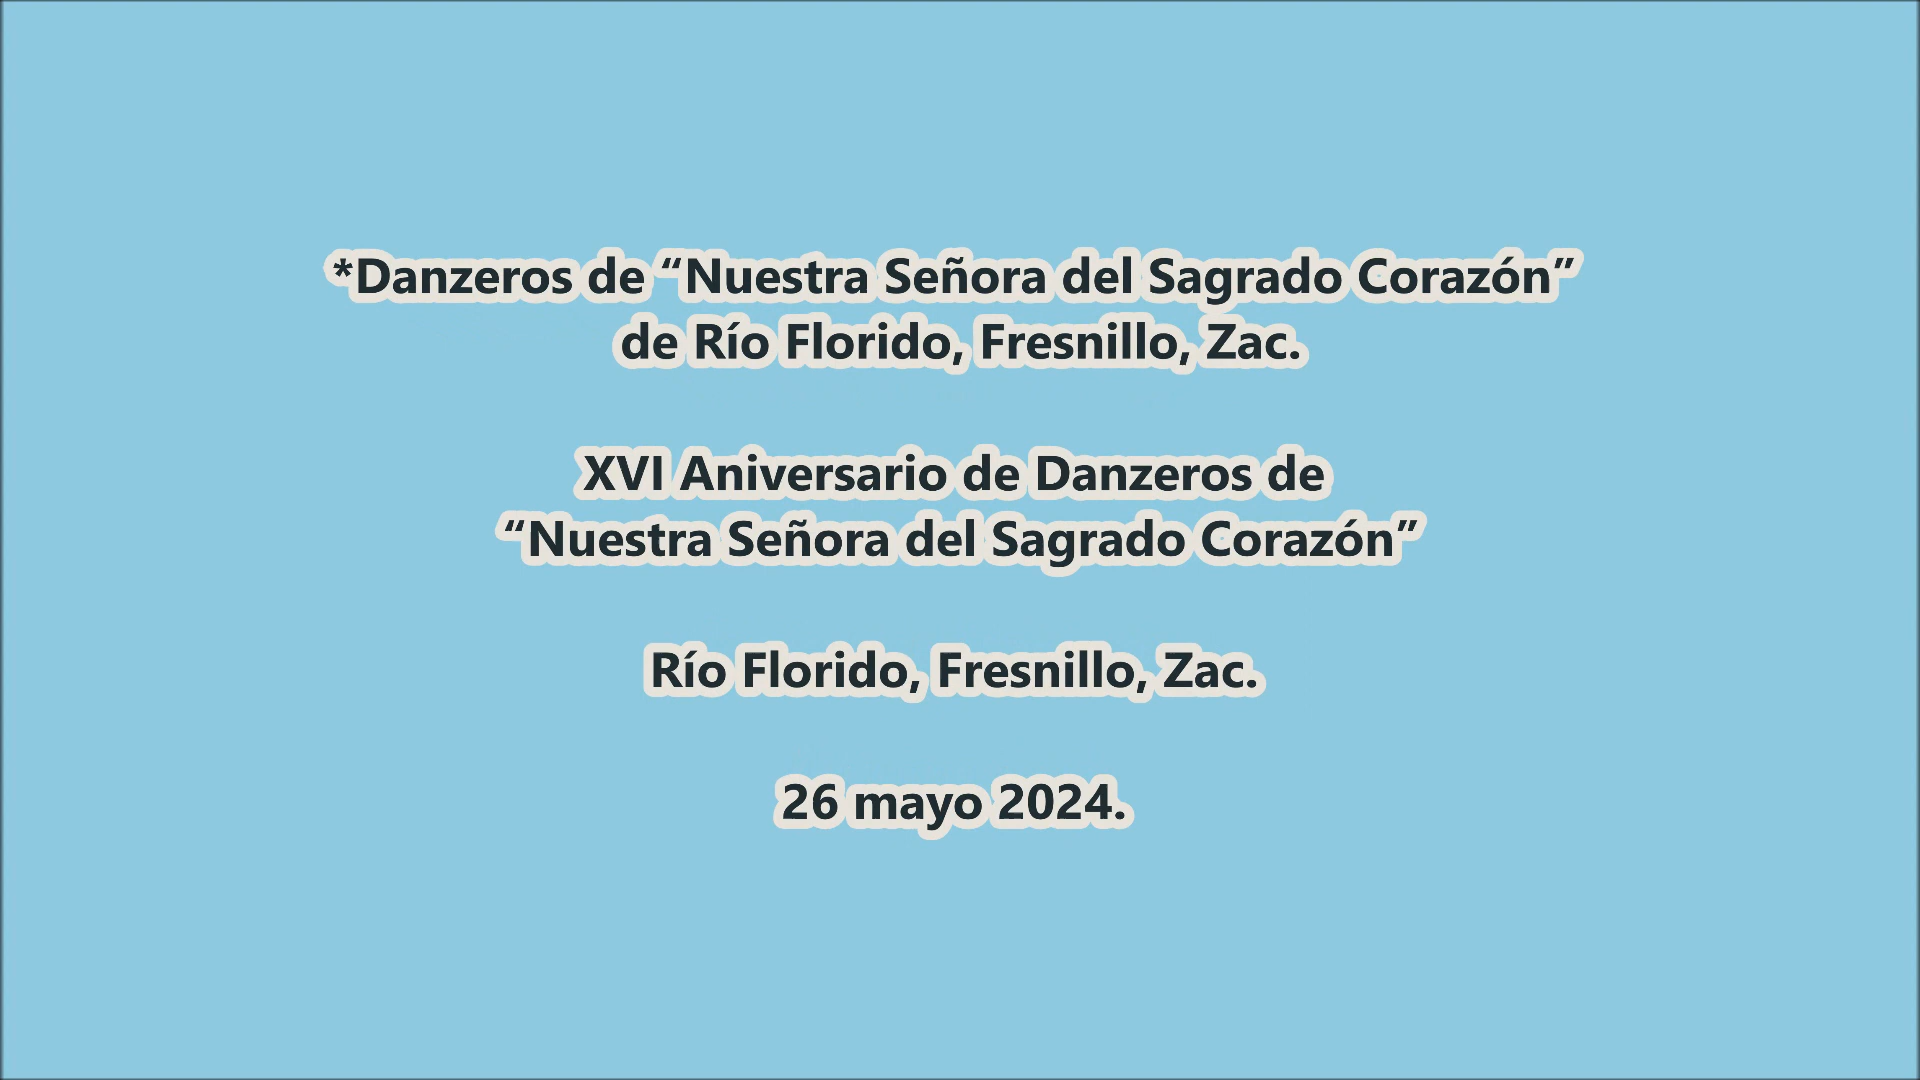 *Danzeros de “Nuestra Señora del Sagrado Corazón”
de Río Florido, Fresnillo, Zac.
XVI Aniversario de Danzeros de
“Nuestra Señora del Sagrado Corazón”
Río Florido, Fresnillo, Zac.
26 mayo 2024.